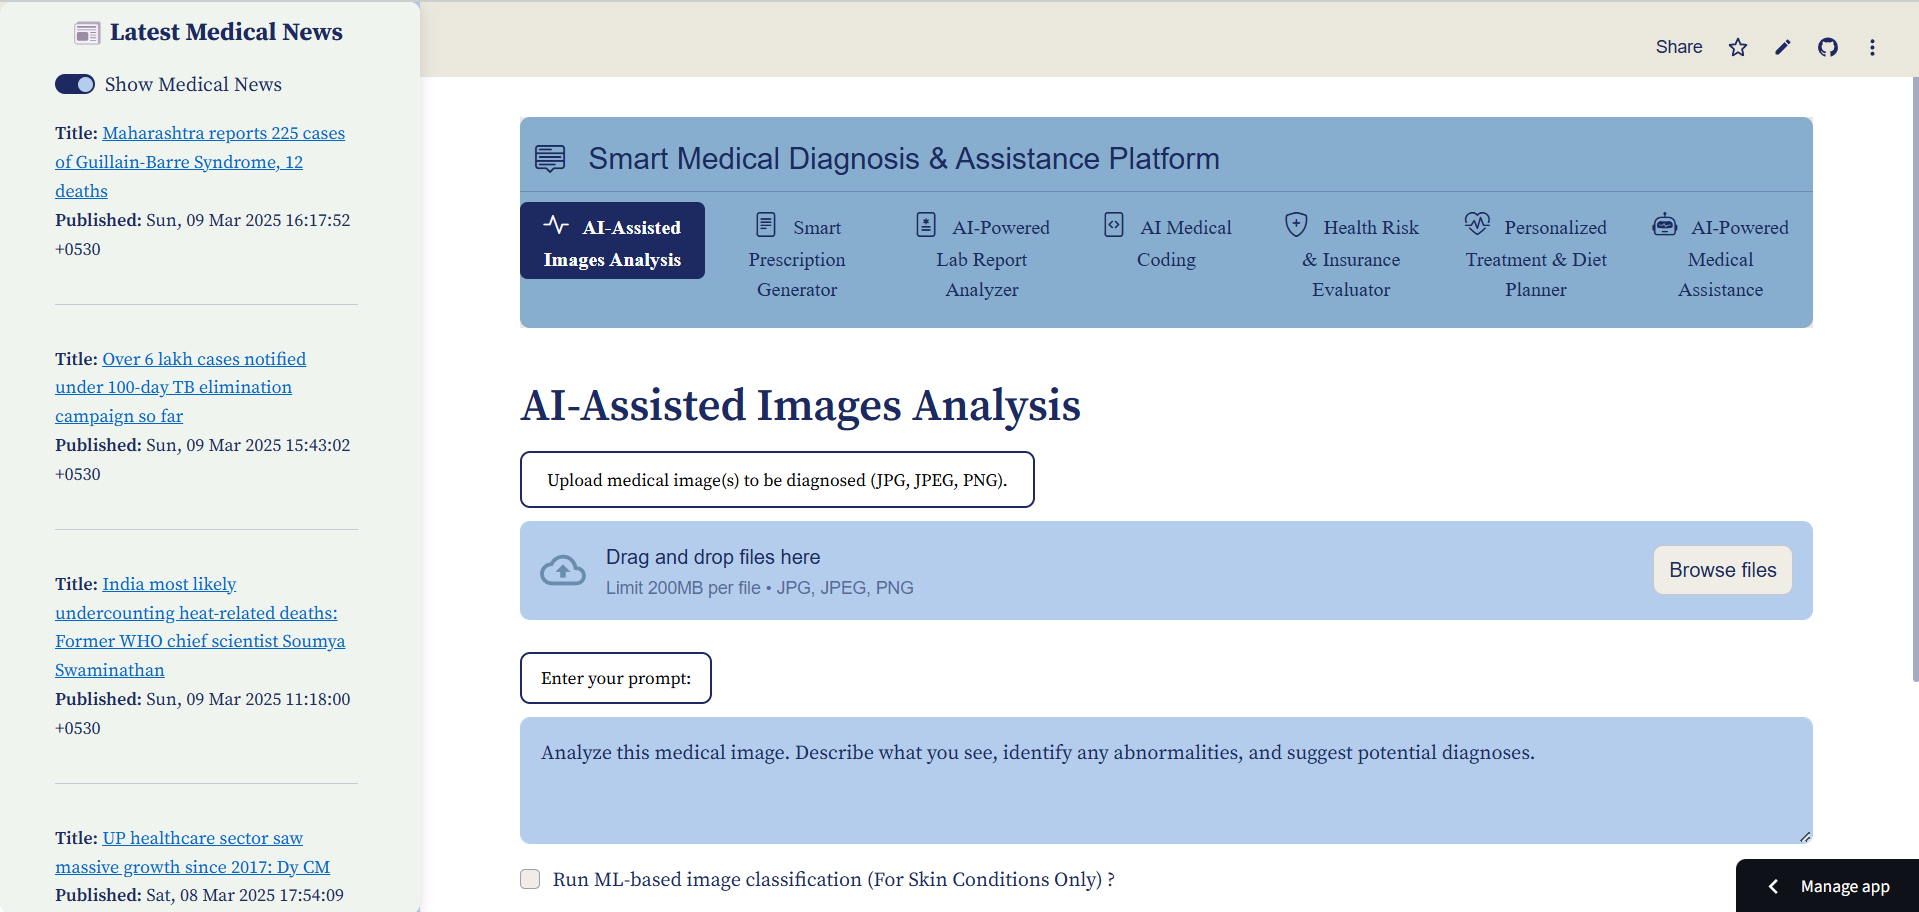 Latest Medical News
Show Medical News
Title: Maharashtra reports 225 cases
of Guillain-Barre Syndrome, 12
deaths
Published: Sun, 09 Mar 2025 16:17:52
+0530
Title: Over 6 lakh cases notified
under 100-day TB elimination
campaign so far
Published: Sun, 09 Mar 2025 15:43:02
+0530
Title: India most likely
undercounting heat-related deaths:
Former WHO chief scientist Soumya
Swaminathan
Published: Sun, 09 Mar 2025 11:18:00
+0530
Title: UP healthcare sector saw
massive growth since 2017: Dy CM
Published: Sat, 08 Mar 2025 17:54:09
Share
Smart Medical Diagnosis & Assistance Platform
AI-Assisted
Images Analysis
Smart
Prescription
Generator
AI-Powered
Lab Report
Analyzer
AI Medical
Coding
Health Risk
& Insurance
Evaluator
Personalized
Treatment & Diet
Planner
AI-Powered
Medical
Assistance
AI-Assisted Images Analysis
Upload medical image(s) to be diagnosed (JPG, JPEG, PNG).
Drag and drop files here
Limit 200MB per file • JPG, JPEG, PNG
Browse files
Enter your prompt:
Analyze this medical image. Describe what you see, identify any abnormalities, and suggest potential diagnoses.
Run ML-based image classification (For Skin Conditions Only) ?
Manage app